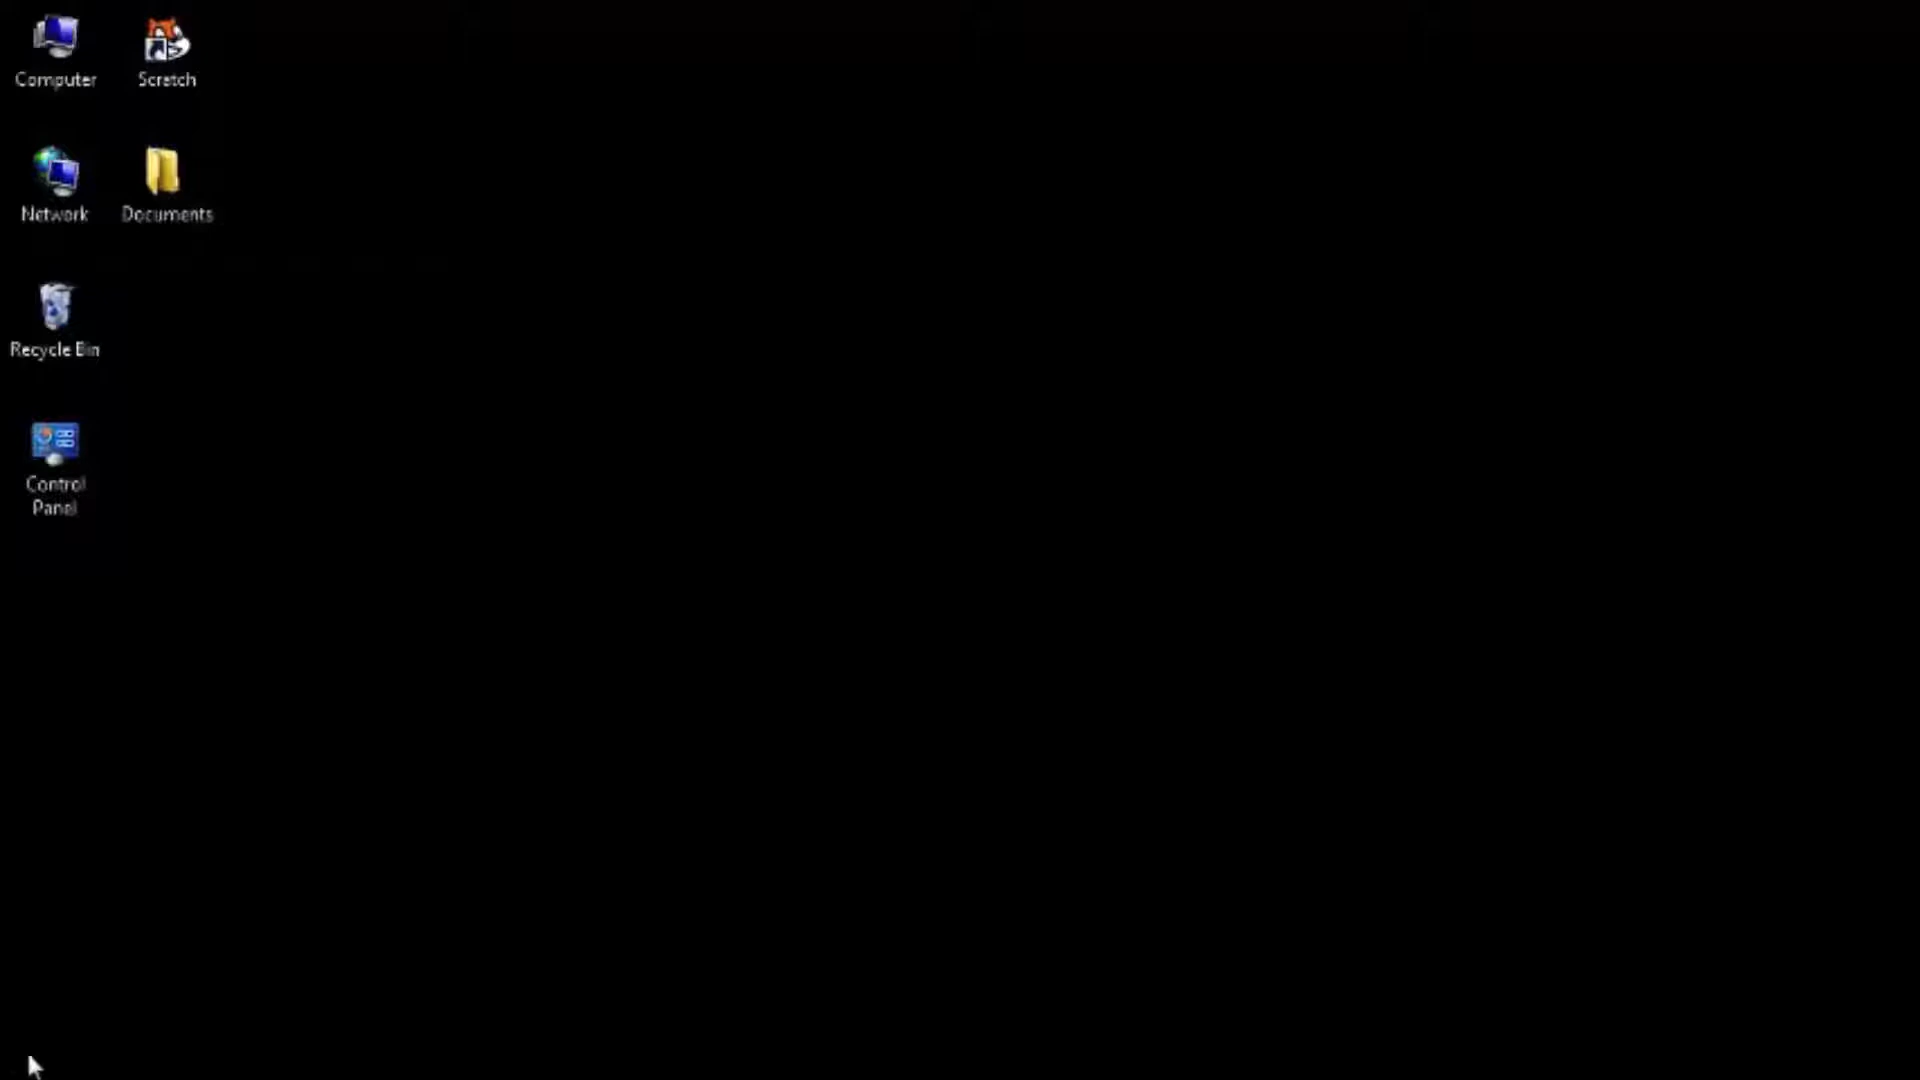 Computer
Scratch
Network
Documents
Recycle Bin
Control
Panel